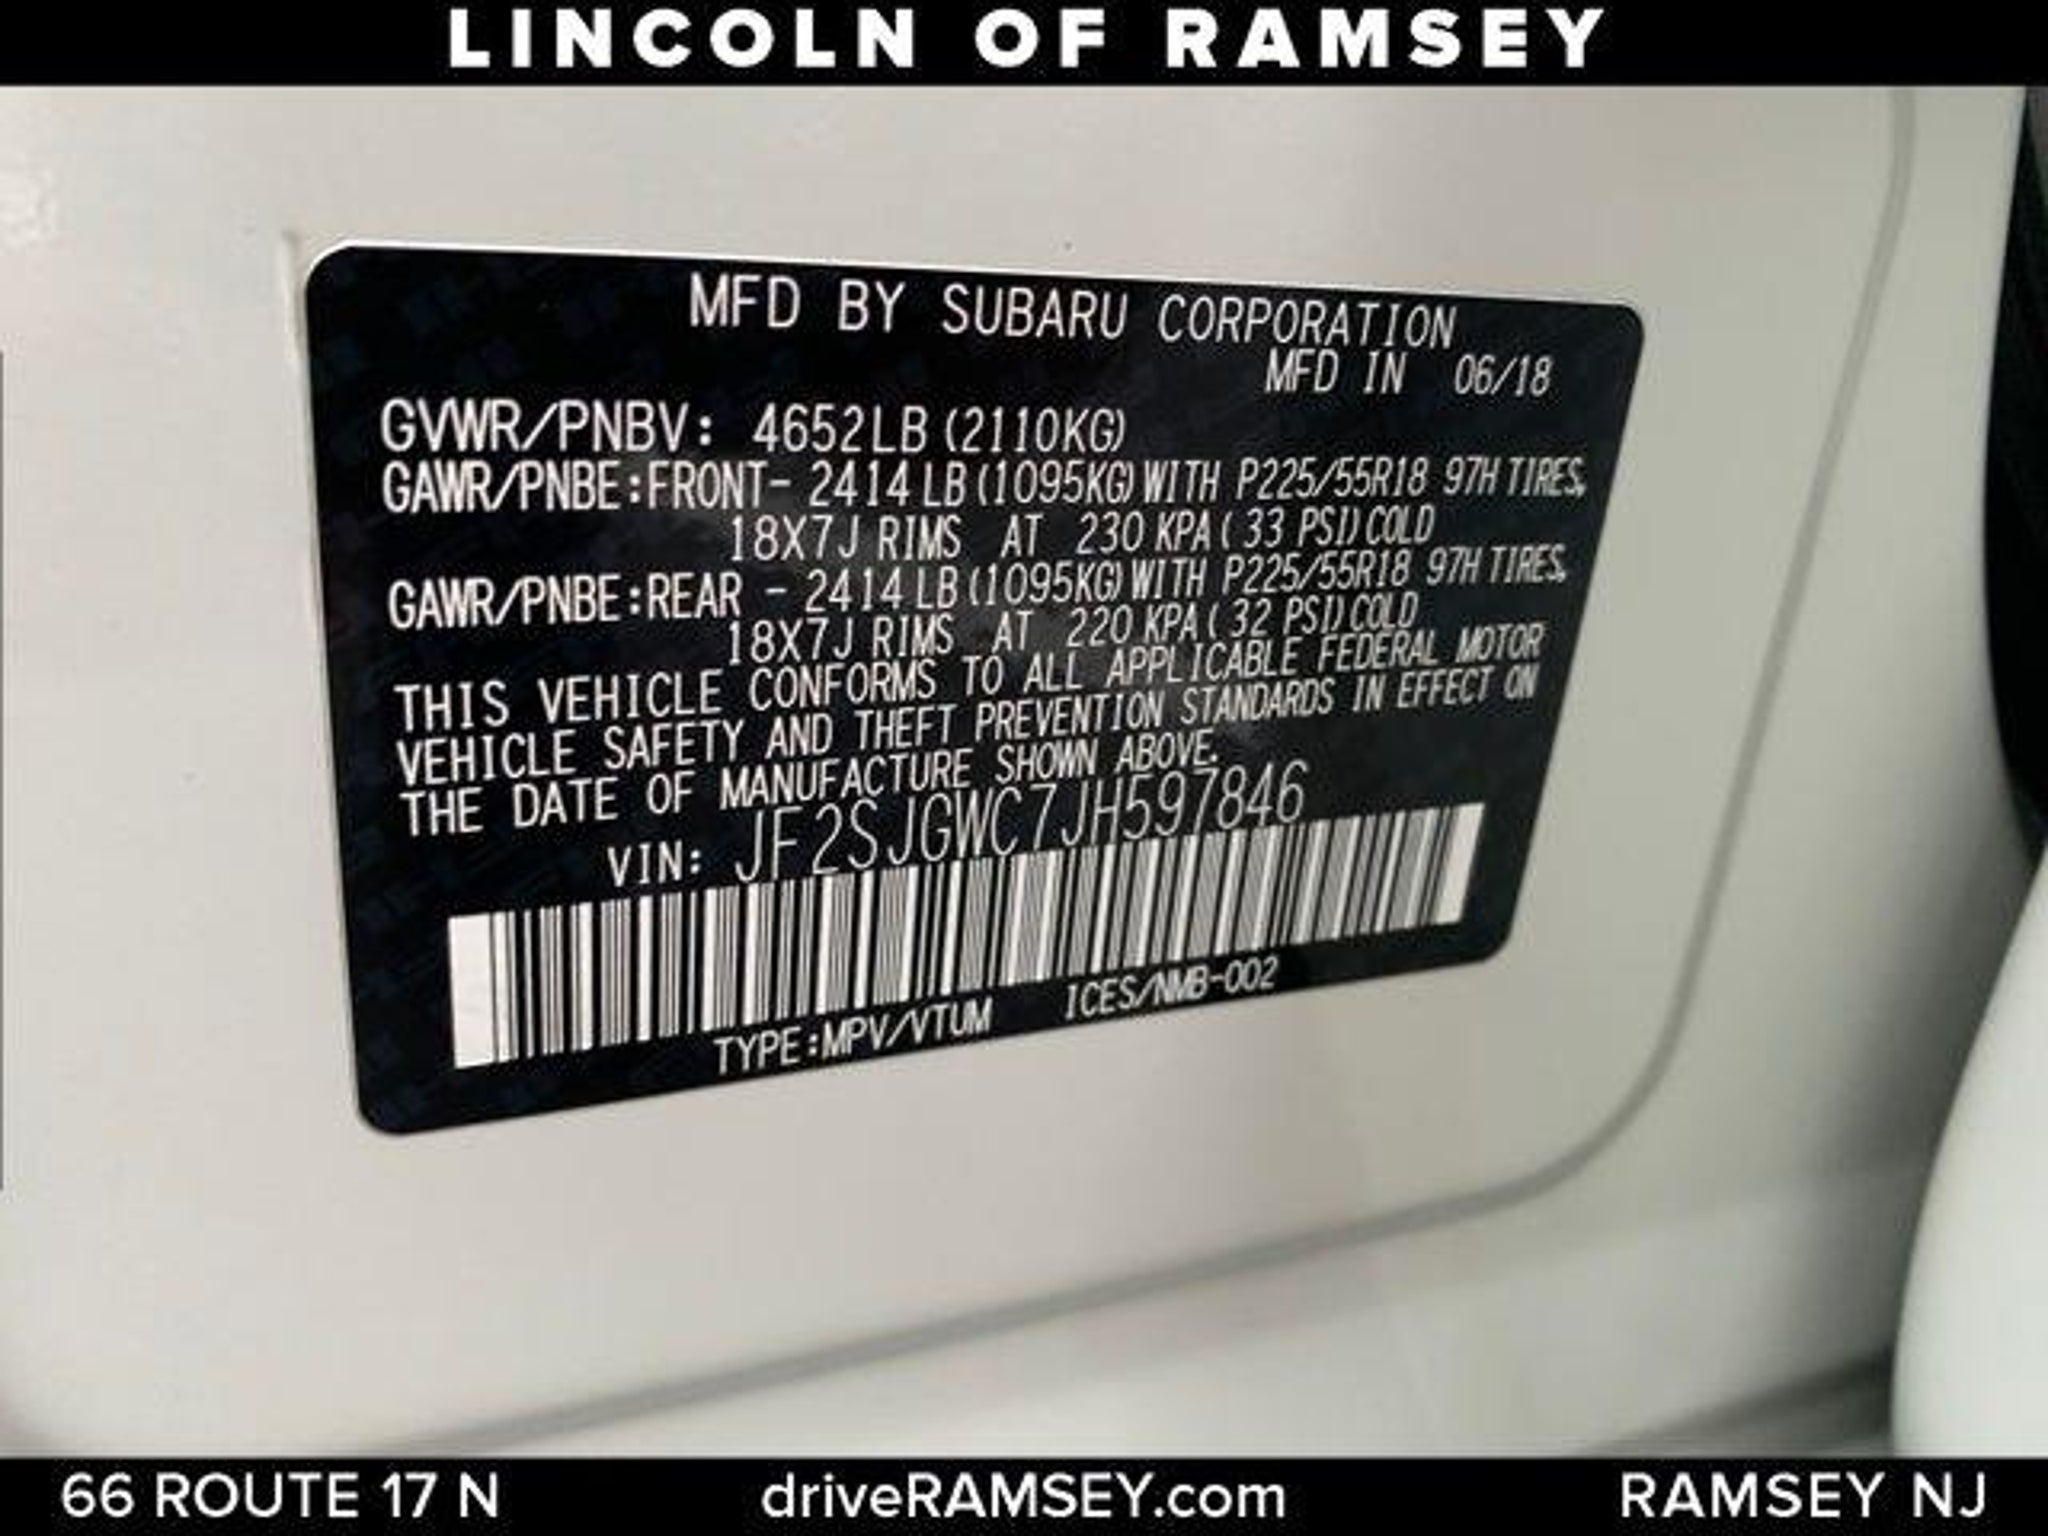 LINCOLN OF RAMSEY
MFD BY SUBARU CORPORATION
MFD IN 06/18
GVWR/PNBV: 4652LB (2110KG)
GAWR/PNBE:FRONT- 2414 LB (1095KG) WITH P225/55R18 97H TIRES,
18X7J RIMS AT 230 KPA ( 33 PSI) COLD
GAWR/PNBE:REAR - 2414 LB (1095KG) WITH P225/55R18 97H TIRES,
18X7J RIMS AT 220 KPA ( 32 PSI) COLD
THIS VEHICLE CONFORMS TO ALL APPLICABLE FEDERAL MOTOR
VEHICLE SAFETY AND THEFT PREVENTION STANDARDS IN EFFECT ON
THE DATE OF MANUFACTURE SHOWN ABOVE.
VIN: JF2SJGWC7JH597846
TYPE:MPV/VTUM ICES/NMB-002
66 ROUTE 17 N driveRAMSEY.com RAMSEY NJ